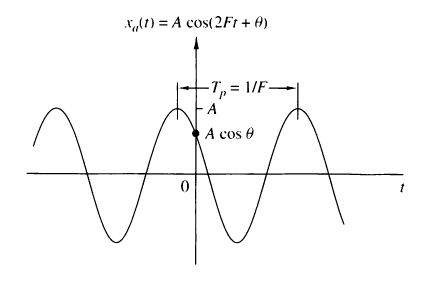 x_a(t) = A cos(2Ft + θ)
T_p = 1/F
A
A cos θ
0
t